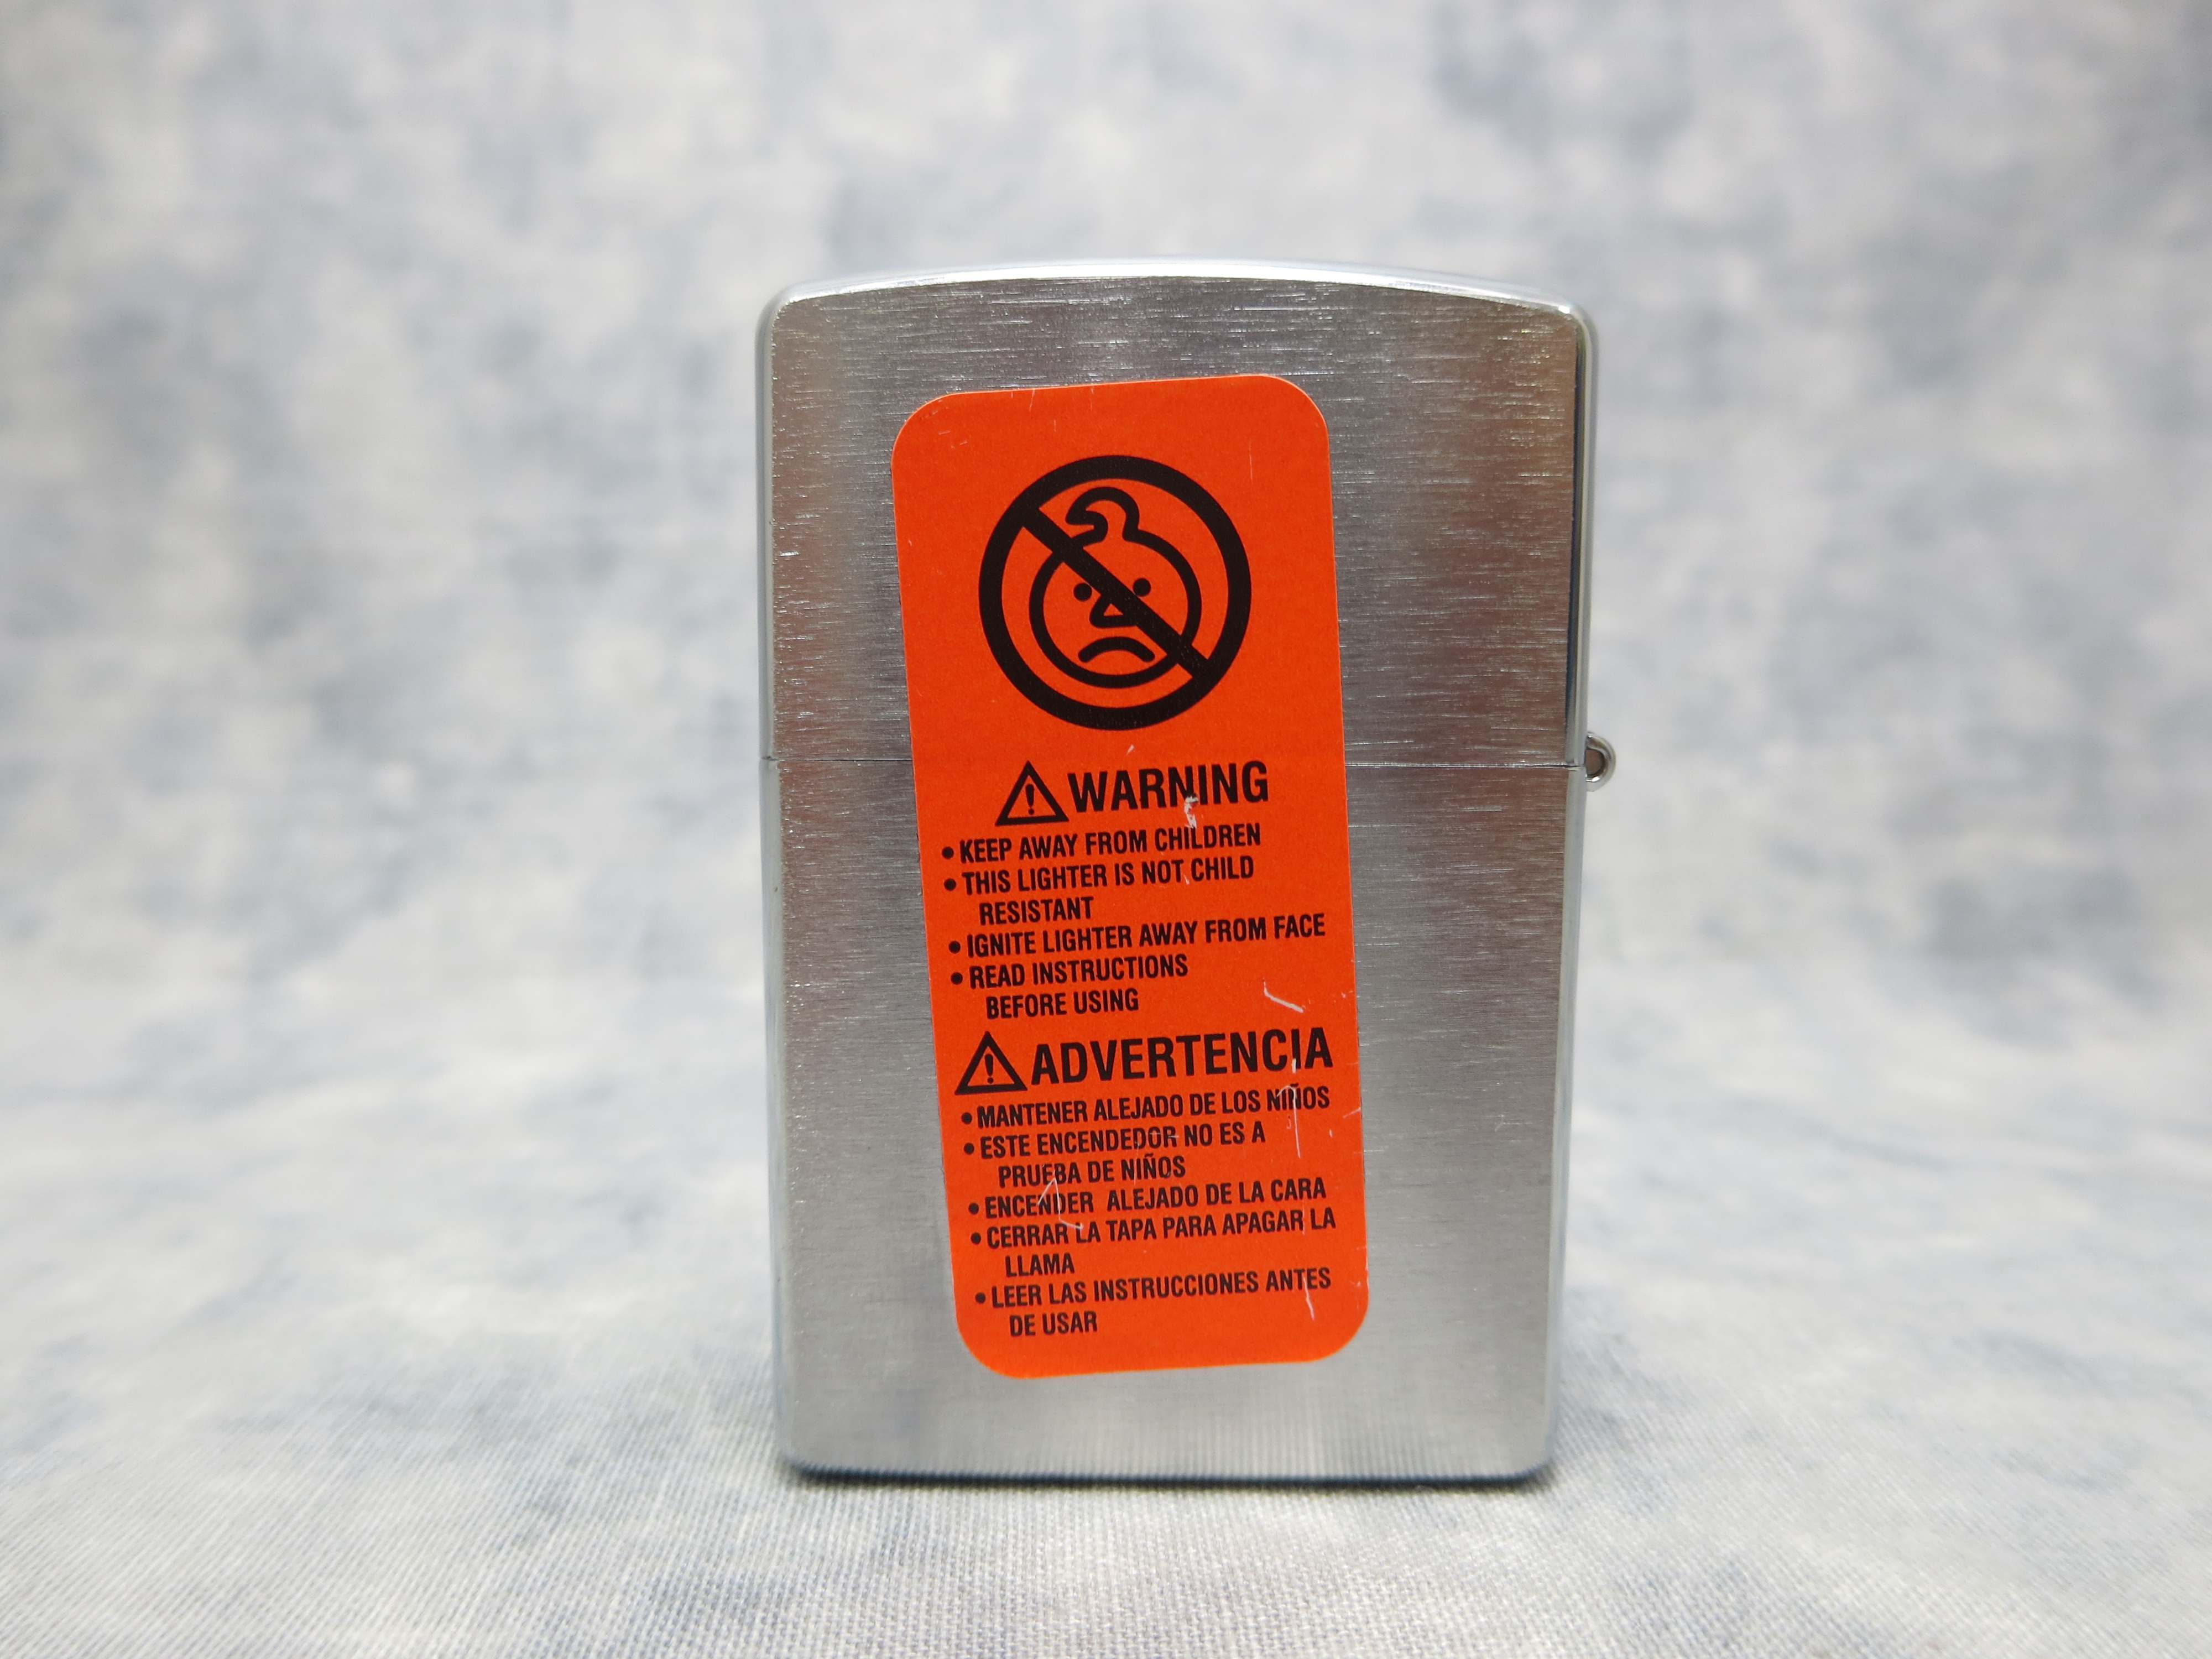 WARNING
• KEEP AWAY FROM CHILDREN
• THIS LIGHTER IS NOT CHILD
RESISTANT
• IGNITE LIGHTER AWAY FROM FACE
• READ INSTRUCTIONS
BEFORE USING
ADVERTENCIA
• MANTENER ALEJADO DE LOS NIÑOS
• ESTE ENCENDEDOR NO ES A
PRUEBA DE NIÑOS
• ENCENDER ALEJADO DE LA CARA
• CERRAR LA TAPA PARA APAGAR LA
LLAMA
• LEER LAS INSTRUCCIONES ANTES
DE USAR